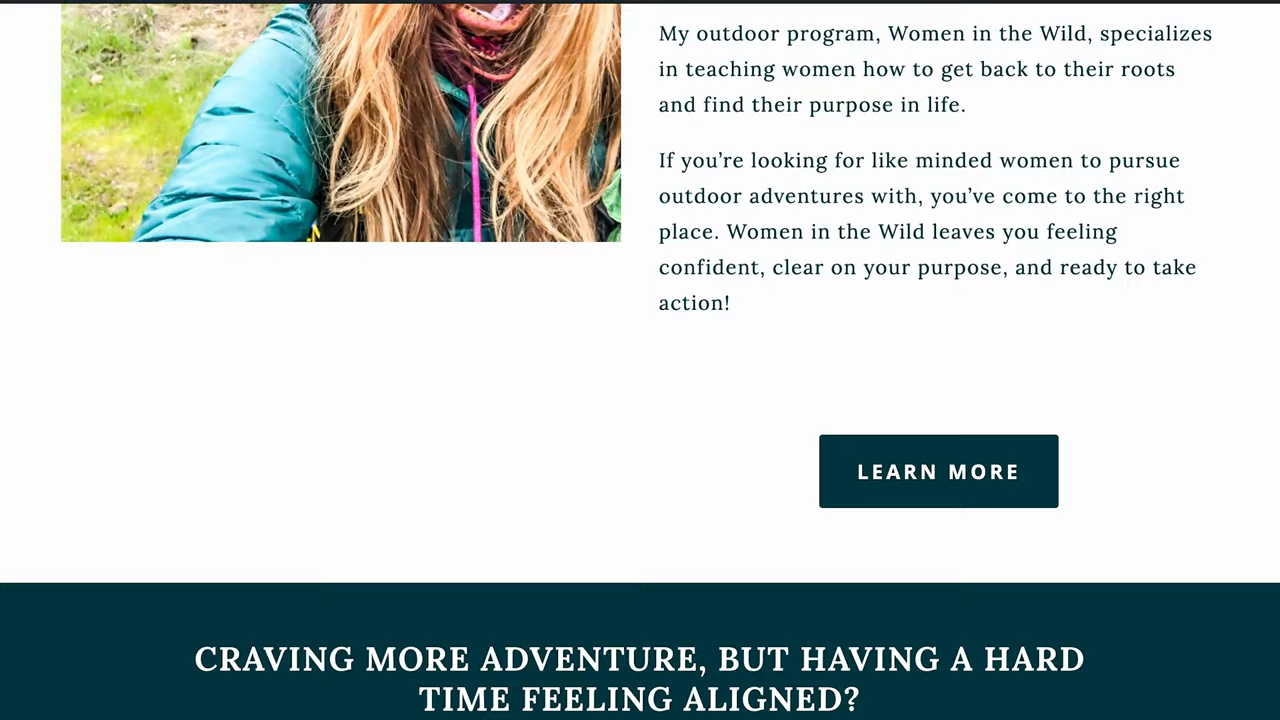 My outdoor program, Women in the Wild, specializes
in teaching women how to get back to their roots
and find their purpose in life.
If you’re looking for like minded women to pursue
outdoor adventures with, you’ve come to the right
place. Women in the Wild leaves you feeling
confident, clear on your purpose, and ready to take
action!
LEARN MORE
CRAVING MORE ADVENTURE, BUT HAVING A HARD
TIME FEELING ALIGNED?